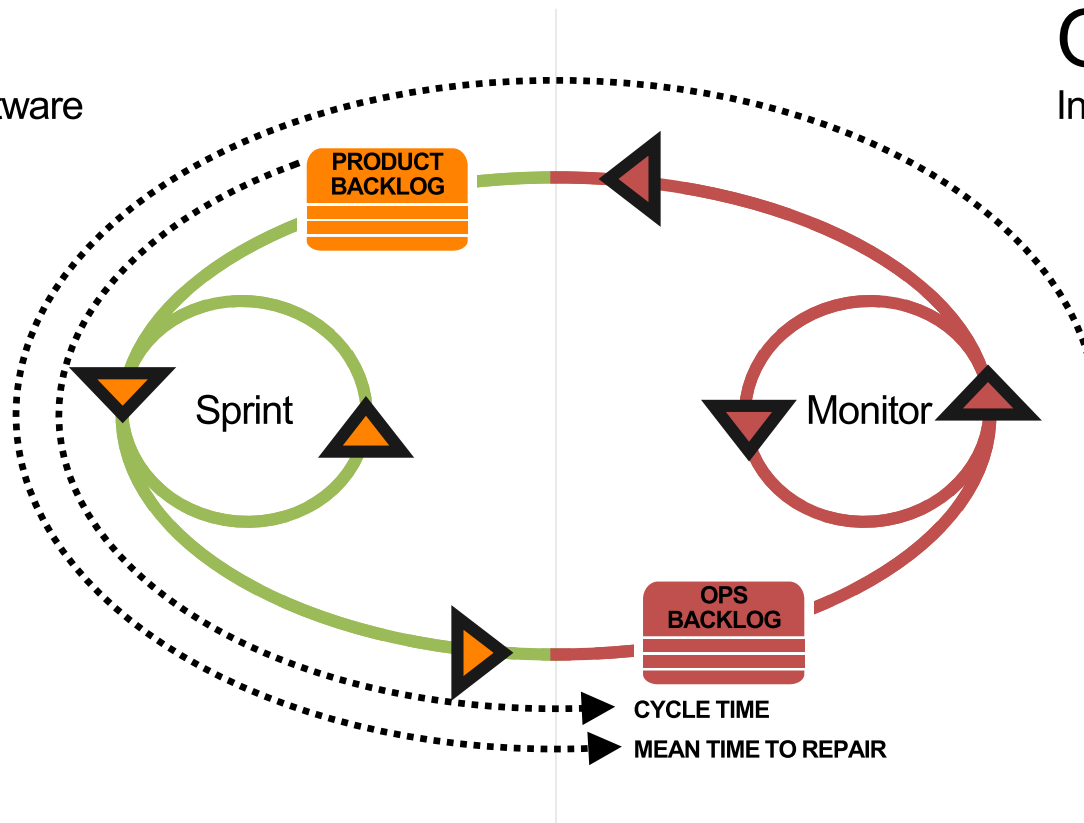 tware
PRODUCT
BACKLOG
In
Sprint
Monitor
OPS
BACKLOG
CYCLE TIME
MEAN TIME TO REPAIR